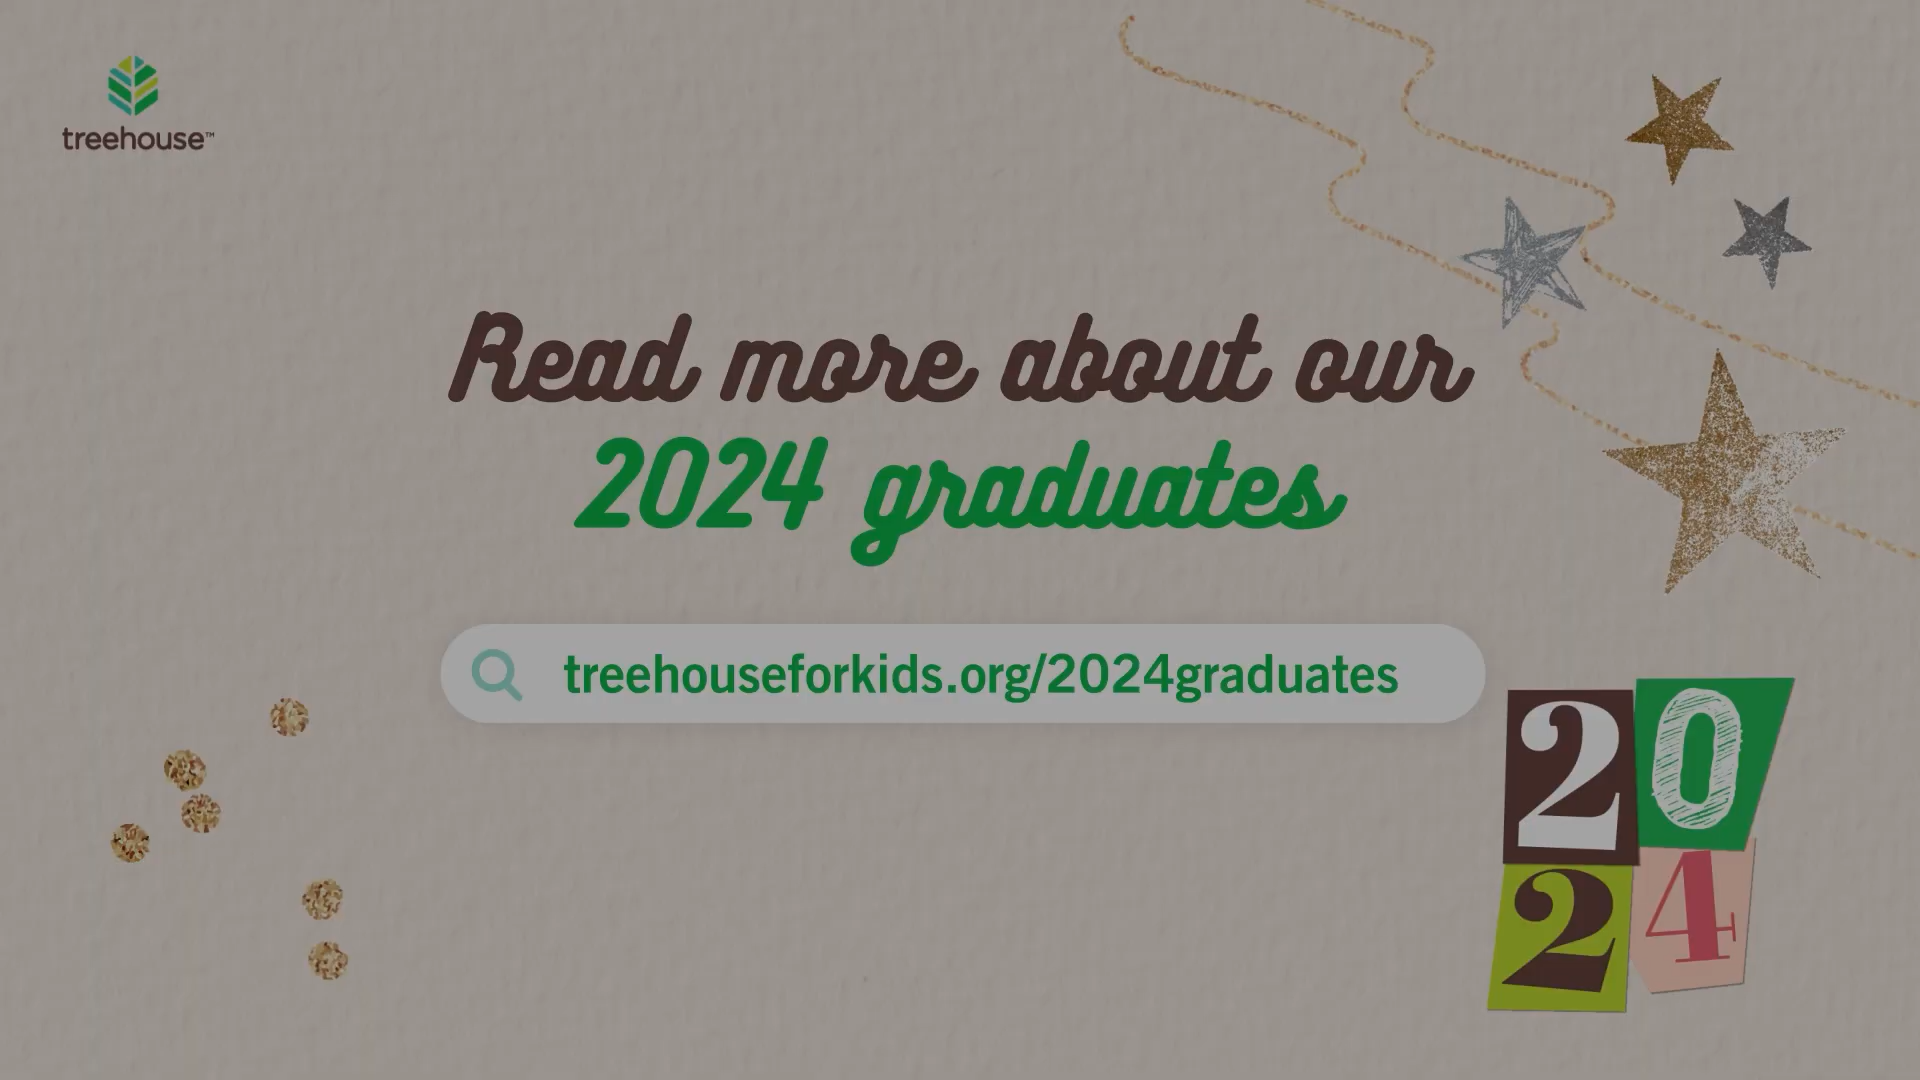 treehouse™
Read more about our
2024 graduates
treehouseforkids.org/2024graduates
20
24